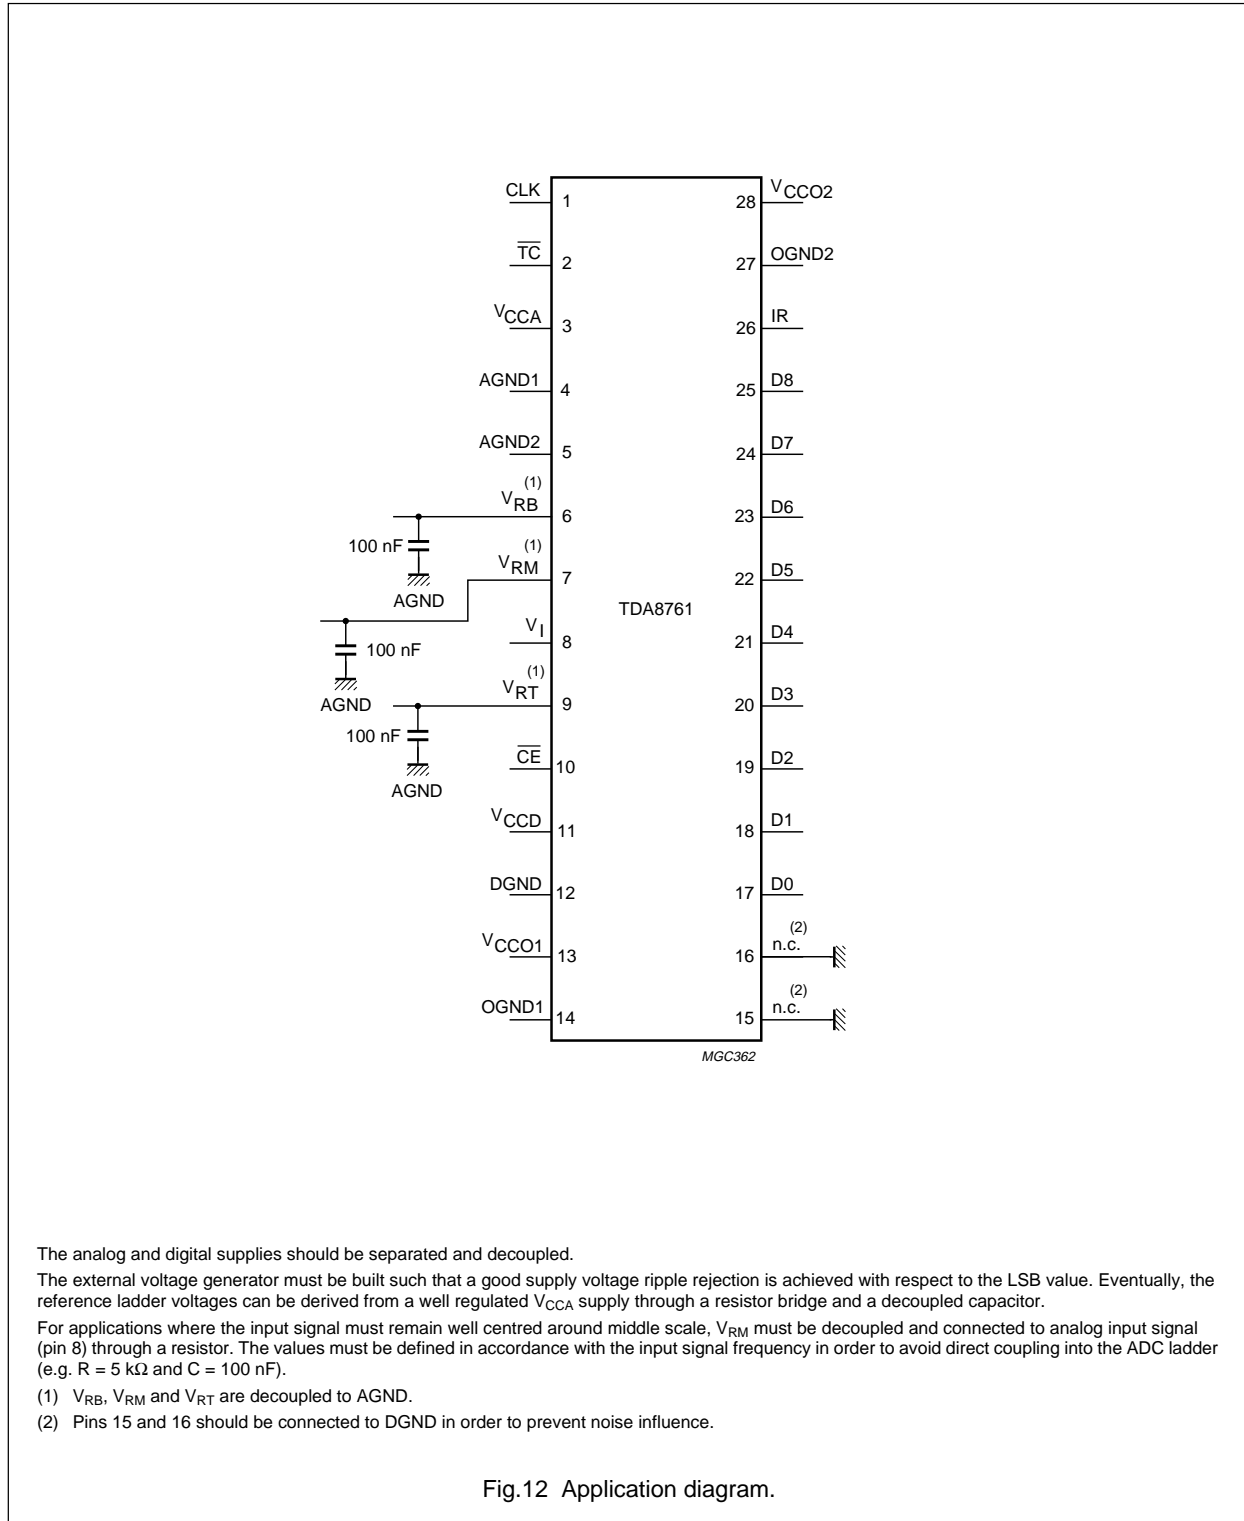 CLK 1 28 VCCO2
TC 2 27 OGND2
VCCA 3 26 IR
AGND1 4 25 D8
AGND2 5 24 D7
(1)
VRB 6 23 D6
100 nF
AGND
(1)
VRM 7 22 D5
TDA8761
VI 8 21 D4
100 nF
AGND
(1)
VRT 9 20 D3
100 nF
AGND
CE 10 19 D2
VCCD 11 18 D1
DGND 12 17 D0
(2)
VCCO1 13 16 n.c.
(2)
OGND1 14 15 n.c.
MGC362
The analog and digital supplies should be separated and decoupled.
The external voltage generator must be built such that a good supply voltage ripple rejection is achieved with respect to the LSB value. Eventually, the
reference ladder voltages can be derived from a well regulated VCCA supply through a resistor bridge and a decoupled capacitor.
For applications where the input signal must remain well centred around middle scale, VRM must be decoupled and connected to analog input signal
(pin 8) through a resistor. The values must be defined in accordance with the input signal frequency in order to avoid direct coupling into the ADC ladder
(e.g. R = 5 kΩ and C = 100 nF).
(1) VRB, VRM and VRT are decoupled to AGND.
(2) Pins 15 and 16 should be connected to DGND in order to prevent noise influence.
Fig.12 Application diagram.